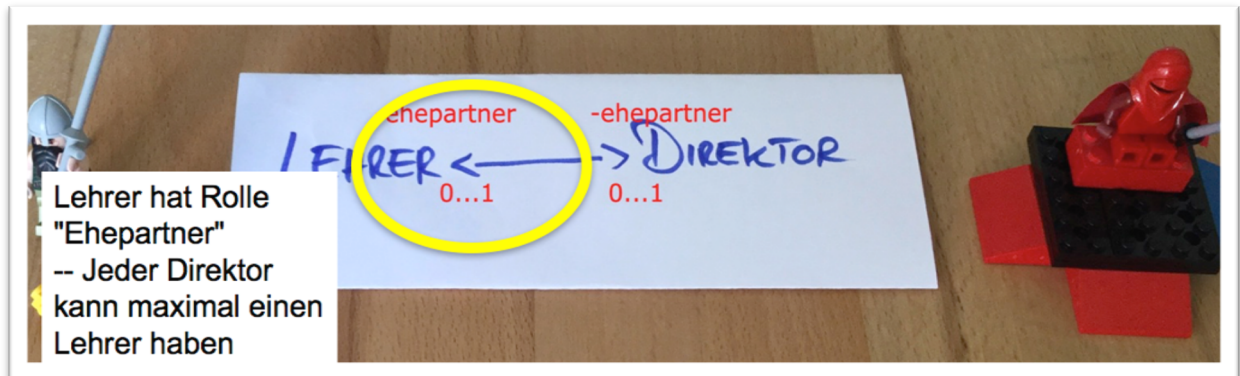 -ehepartner -ehepartner
LEHRER <—> DIREKTOR
0...1 0...1
Lehrer hat Rolle
"Ehepartner"
-- Jeder Direktor
kann maximal einen
Lehrer haben